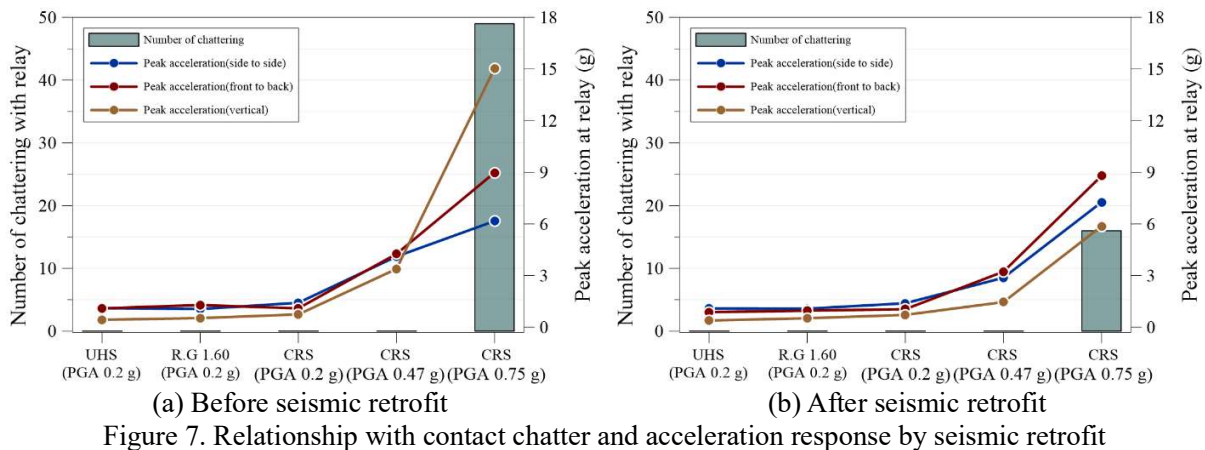 50
40
30
20
10
0
Number of chattering with relay
Number of chattering
Peak acceleration(side to side)
Peak acceleration(front to back)
Peak acceleration(vertical)
18
15
12
9
6
3
0
Peak acceleration at relay (g)
UHS
(PGA 0.2 g)
R.G 1.60
(PGA 0.2 g)
CRS
(PGA 0.2 g)
CRS
(PGA 0.47 g)
CRS
(PGA 0.75 g)
(a) Before seismic retrofit
50
40
30
20
10
0
Number of chattering with relay
Number of chattering
Peak acceleration(side to side)
Peak acceleration(front to back)
Peak acceleration(vertical)
18
15
12
9
6
3
0
Peak acceleration at relay (g)
UHS
(PGA 0.2 g)
R.G 1.60
(PGA 0.2 g)
CRS
(PGA 0.2 g)
CRS
(PGA 0.47 g)
CRS
(PGA 0.75 g)
(b) After seismic retrofit
Figure 7. Relationship with contact chatter and acceleration response by seismic retrofit